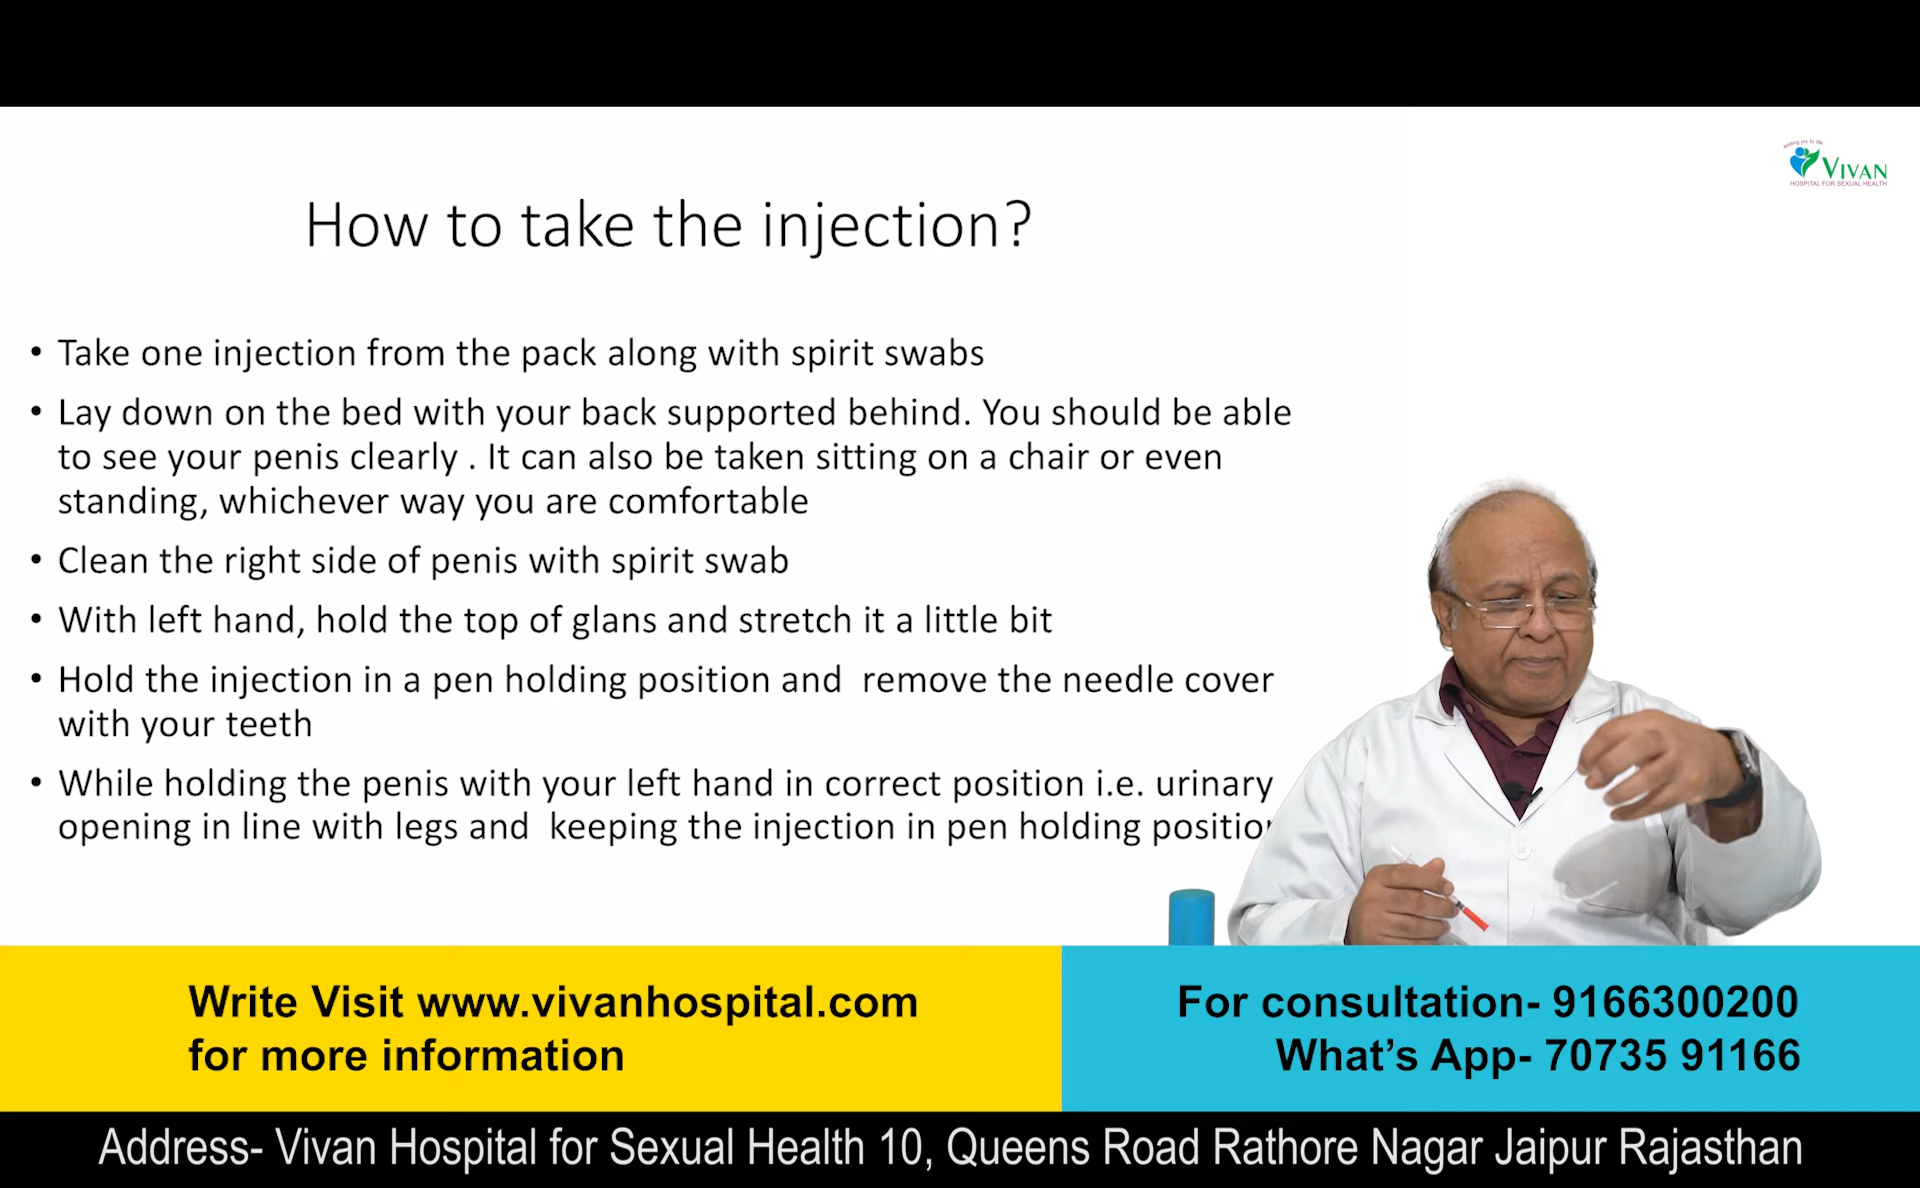 adding joy to life
VIVAN
HOSPITAL FOR SEXUAL HEALTH
How to take the injection?
• Take one injection from the pack along with spirit swabs
• Lay down on the bed with your back supported behind. You should be able
to see your penis clearly . It can also be taken sitting on a chair or even
standing, whichever way you are comfortable
• Clean the right side of penis with spirit swab
• With left hand, hold the top of glans and stretch it a little bit
• Hold the injection in a pen holding position and  remove the needle cover
with your teeth
• While holding the penis with your left hand in correct position i.e. urinary
opening in line with legs and  keeping the injection in pen holding position
Write Visit www.vivanhospital.com
for more information
For consultation- 9166300200
What’s App- 70735 91166
Address- Vivan Hospital for Sexual Health 10, Queens Road Rathore Nagar Jaipur Rajasthan